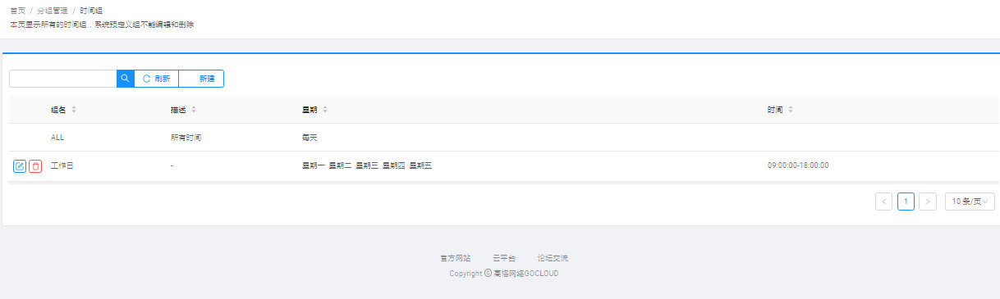 首页 / 分组管理 / 时间组
本页显示所有的时间组，系统预定义组不能编辑和删除
刷新 新建
组名 描述 星期 时间
ALL 所有时间 每天
工作日 - 星期一 星期二 星期三 星期四 星期五 09:00:00-18:00:00
1 10 条/页
官方网站 云平台 论坛交流
Copyright © 高恪网络GOCLOUD